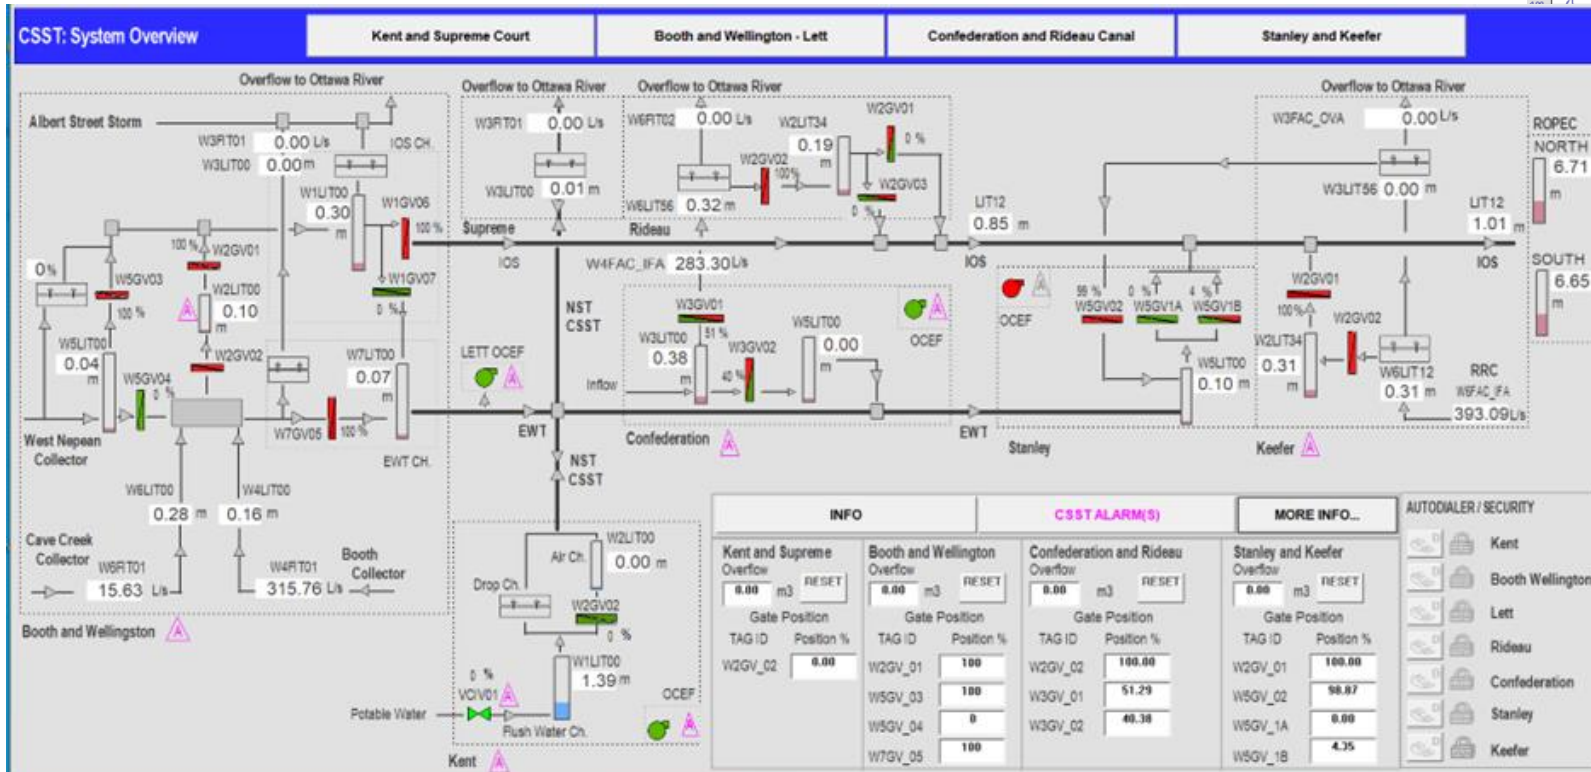 CSST: System Overview
Kent and Supreme Court
Booth and Wellington - Lett
Confederation and Rideau Canal
Stanley and Keefer
Overflow to Ottawa River
Albert Street Storm
W3FIT01 0.00 L/s
W3LIT00 0.00 m
IOS CH.
W1LIT00
0.30
m
W1GV06
100 %
W1GV07
0 %
100 %
W2GV01
0%
W5GV03
100 %
W2LIT00
0.10
m
W5LIT00
0.04
m
W2GV02
W5GV04
0 %
W7LIT00
0.07
m
W7GV05
100 %
EWT CH.
West Nepean
Collector
W6LIT00
0.28 m
W4LIT00
0.16 m
Cave Creek
Collector
W6FIT01
15.63 L/s
W4FIT01
315.76 L/s
Booth
Collector
Booth and Wellingston
Overflow to Ottawa River
W3FIT01
0.00 L/s
W3LIT00
0.01 m
Supreme
IOS
NST
CSST
LETT OCEF
EWT
NST
CSST
Overflow to Ottawa River
W6FIT02
0.00 L/s
W2LIT34
0.19
m
W2GV01
0 %
W2GV02
100%
W2GV03
0 %
W6LIT56
0.32 m
Rideau
W4FAC_IFA 283.30 L/s
W3GV01
51 %
W3LIT00
0.38
m
W3GV02
40 %
W5LIT00
0.00
m
Inflow
OCEF
Confederation
LIT12
0.85 m
IOS
EWT
OCEF
99 %
W5GV02
0 %
W5GV1A
4 %
W5GV1B
W5LIT00
0.10 m
Stanley
Overflow to Ottawa River
W3FAC_OVA
0.00 L/s
W3LIT56 0.00 m
LIT12
1.01 m
IOS
W2GV01
100%
W2LIT34
0.31
m
W2GV02
W6LIT12
0.31 m
RRC
W6FAC_IFA
393.09 L/s
Keefer
ROPEC
NORTH
6.71
m
SOUTH
6.65
m
Air Ch.
W2LIT00
0.00 m
Drop Ch.
W2GV02
0 %
W1LIT00
1.39 m
0 %
VCIV01
Potable Water
Flush Water Ch.
OCEF
Kent
INFO
CSST ALARM(S)
MORE INFO...
Kent and Supreme
Overflow
0.00 m3 RESET
Gate Position
TAG ID Position %
W2GV_02 0.00
Booth and Wellington
Overflow
0.00 m3 RESET
Gate Position
TAG ID Position %
W2GV_01 100
W5GV_03 100
W5GV_04 0
W7GV_05 100
Confederation and Rideau
Overflow
0.00 m3 RESET
Gate Position
TAG ID Position %
W2GV_02 100.00
W3GV_01 51.29
W3GV_02 40.38
Stanley and Keefer
Overflow
0.00 m3 RESET
Gate Position
TAG ID Position %
W2GV_01 100.00
W5GV_02 98.87
W5GV_1A 0.00
W5GV_1B 4.35
AUTODIALER / SECURITY
Kent
Booth Wellington
Lett
Rideau
Confederation
Stanley
Keefer